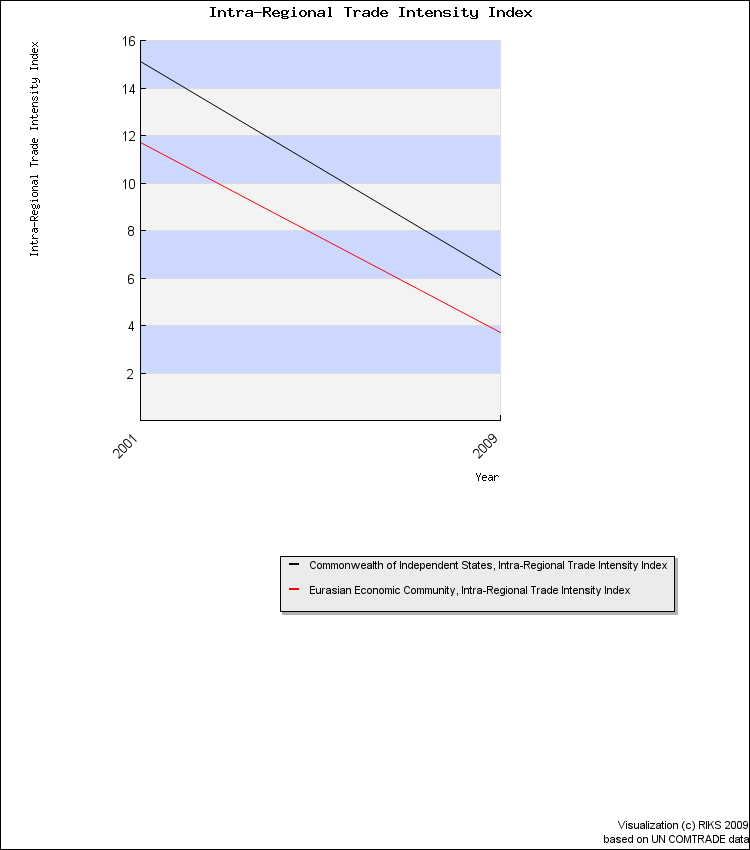 Intra-Regional Trade Intensity Index
Intra-Regional Trade Intensity Index
16
14
12
10
8
6
4
2
2001
2009
Year
Commonwealth of Independent States, Intra-Regional Trade Intensity Index
Eurasian Economic Community, Intra-Regional Trade Intensity Index
Visualization (c) RIKS 2009
based on UN COMTRADE data